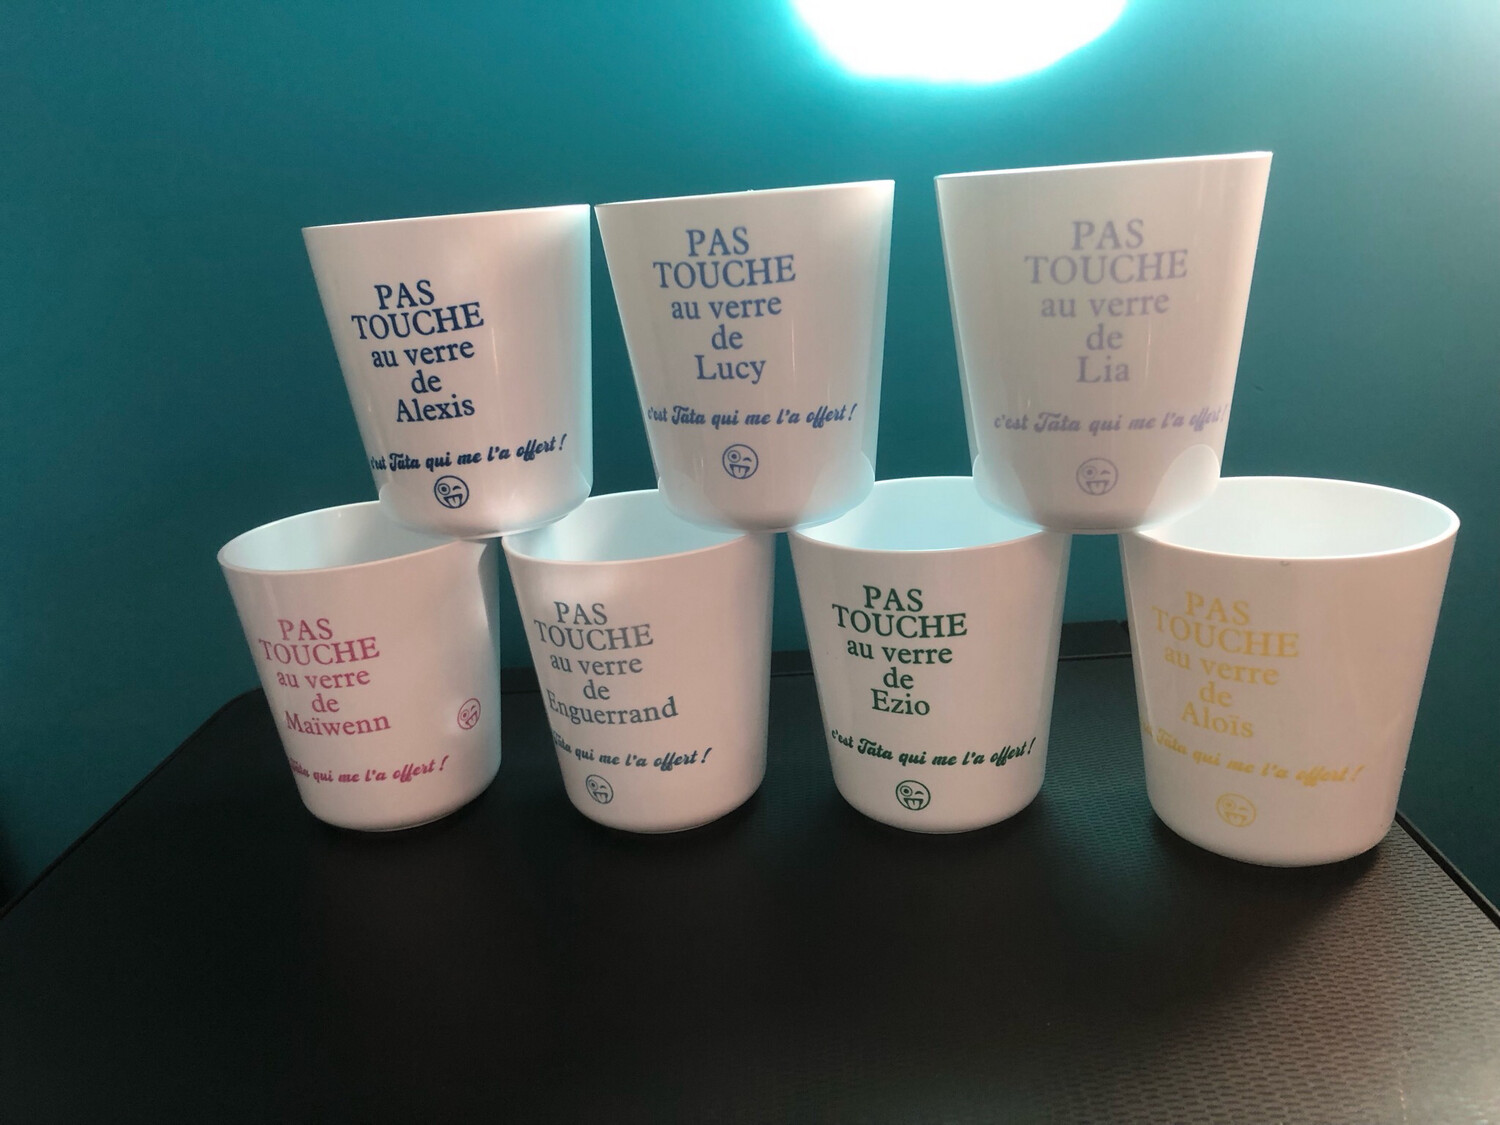 PAS
TOUCHE
au verre
de
Alexis
c'est Tata qui me l'a offert !
PAS
TOUCHE
au verre
de
Lucy
c'est Tata qui me l'a offert !
PAS
TOUCHE
au verre
de
Lia
c'est Tata qui me l'a offert !
PAS
TOUCHE
au verre
de
Maïwenn
Tata qui me l'a offert !
PAS
TOUCHE
au verre
de
Enguerrand
Tata qui me l'a offert !
PAS
TOUCHE
au verre
de
Ezio
c'est Tata qui me l'a offert !
PAS
TOUCHE
au verre
de
Aloïs
Tata qui me l'a offert !